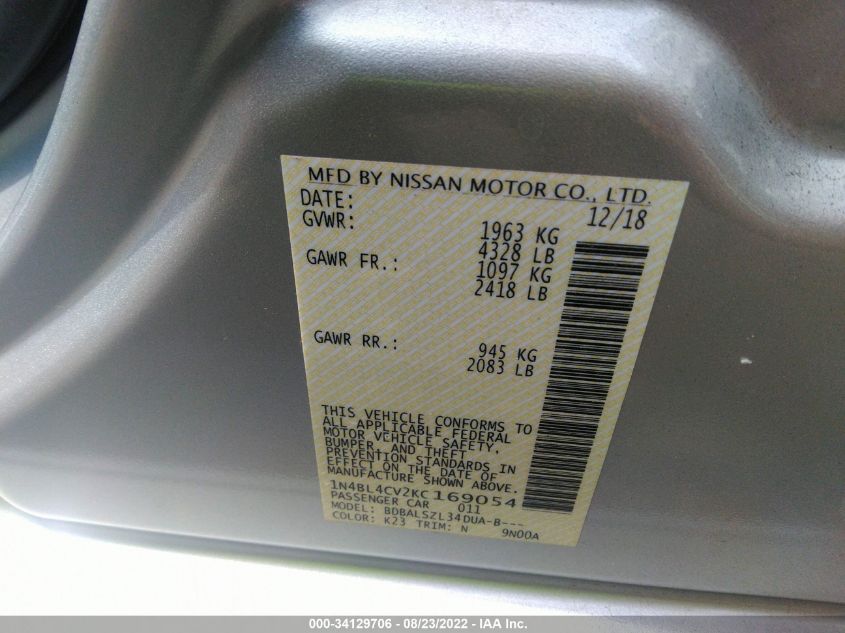 MFD BY NISSAN MOTOR CO., LTD.
DATE: 12/18
GVWR: 1963 KG
4328 LB
GAWR FR.: 1097 KG
2418 LB
GAWR RR.: 945 KG
2083 LB
THIS VEHICLE CONFORMS TO
ALL APPLICABLE FEDERAL
MOTOR VEHICLE SAFETY,
BUMPER, AND THEFT
PREVENTION STANDARDS IN
EFFECT ON THE DATE OF
MANUFACTURE SHOWN ABOVE.
1N4BL4CV2KC169054
PASSENGER CAR 011
MODEL: BDBALSZL34DUA-B---
COLOR: K23 TRIM: N 9N00A
000-34129706 - 08/23/2022 - IAA Inc.